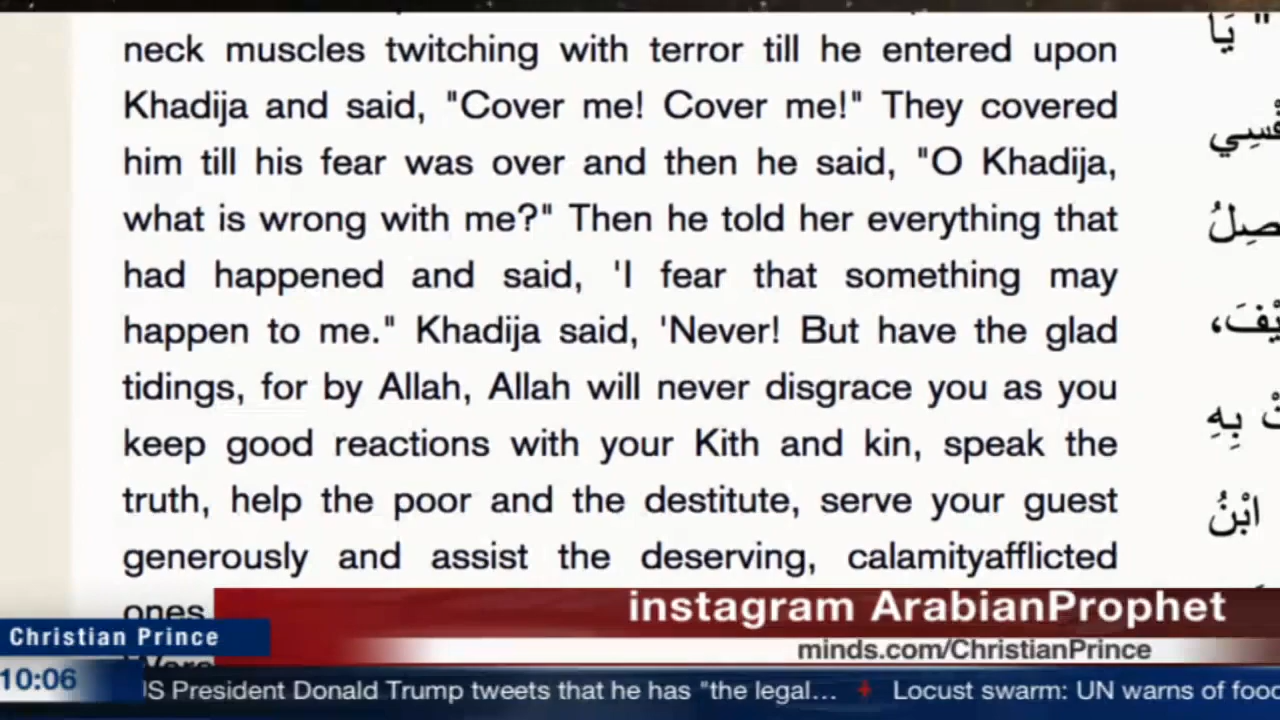 neck muscles twitching with terror till he entered upon
Khadija and said, "Cover me! Cover me!" They covered
him till his fear was over and then he said, "O Khadija,
what is wrong with me?" Then he told her everything that
had happened and said, 'I fear that something may
happen to me." Khadija said, 'Never! But have the glad
tidings, for by Allah, Allah will never disgrace you as you
keep good reactions with your Kith and kin, speak the
truth, help the poor and the destitute, serve your guest
generously and assist the deserving, calamityafflicted
ones
" يَا
بِهِ
ابْنُ
instagram ArabianProphet
Christian Prince
minds.com/ChristianPrince
10:06
US President Donald Trump tweets that he has "the legal... Locust swarm: UN warns of food